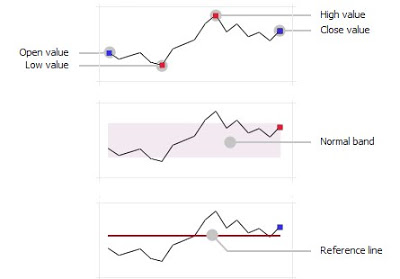 High value
Open value
Close value
Low value
Normal band
Reference line